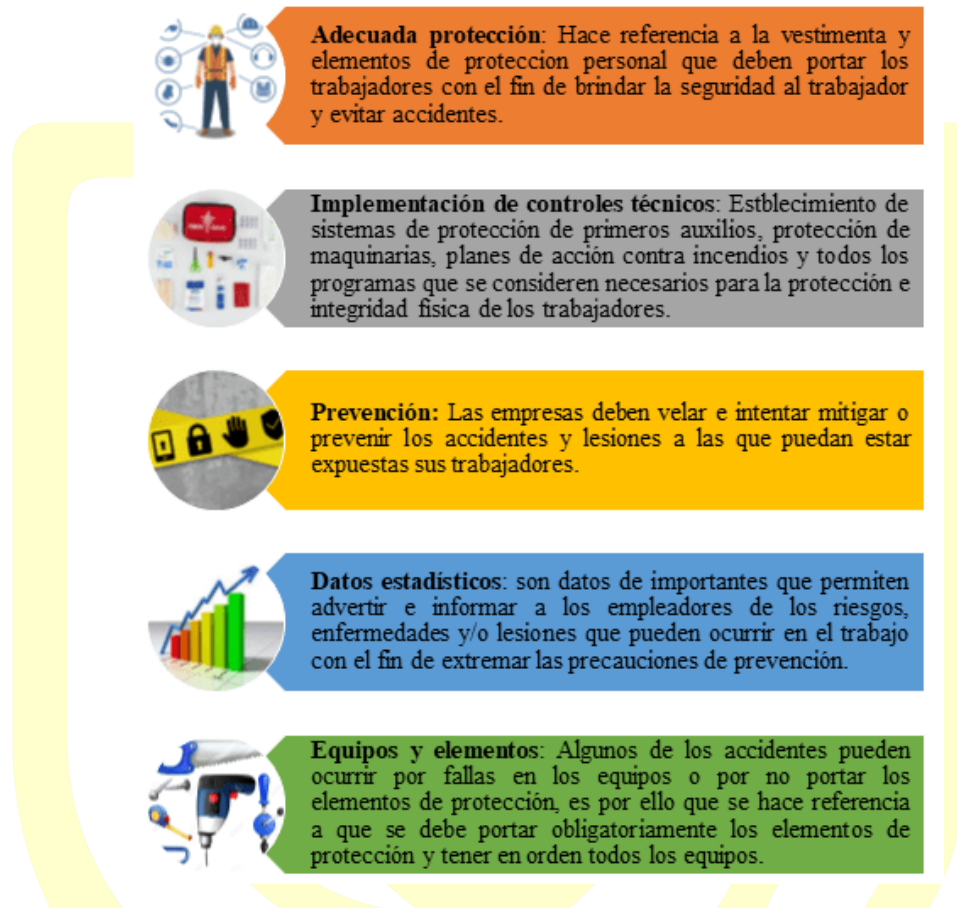 Adecuada protección: Hace referencia a la vestimenta y
elementos de proteccion personal que deben portar los
trabajadores con el fin de brindar la seguridad al trabajador
y evitar accidentes.
Implementación de controles técnicos: Estblecimiento de
sistemas de protección de primeros auxilios, protección de
maquinarias, planes de acción contra incendios y todos los
programas que se consideren necesarios para la protección e
integridad física de los trabajadores.
Prevención: Las empresas deben velar e intentar mitigar o
prevenir los accidentes y lesiones a las que puedan estar
expuestas sus trabajadores.
Datos estadísticos: son datos de importantes que permiten
advertir e informar a los empleadores de los riesgos,
enfermedades y/o lesiones que pueden ocurrir en el trabajo
con el fin de extremar las precauciones de prevención.
Equipos y elementos: Algunos de los accidentes pueden
ocurrir por fallas en los equipos o por no portar los
elementos de protección, es por ello que se hace referencia
a que se debe portar obligatoriamente los elementos de
protección y tener en orden todos los equipos.